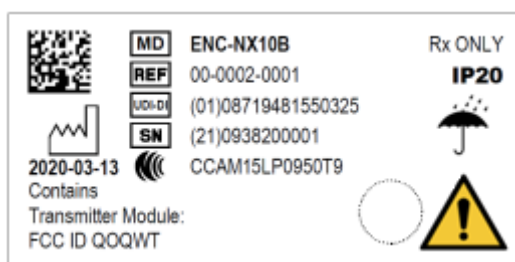 MD ENC-NX10B Rx ONLY
REF 00-0002-0001 IP20
UDI-DI (01)08719481550325
SN (21)0938200001
2020-03-13 CCAM15LP0950T9
Contains
Transmitter Module:
FCC ID QOQWT